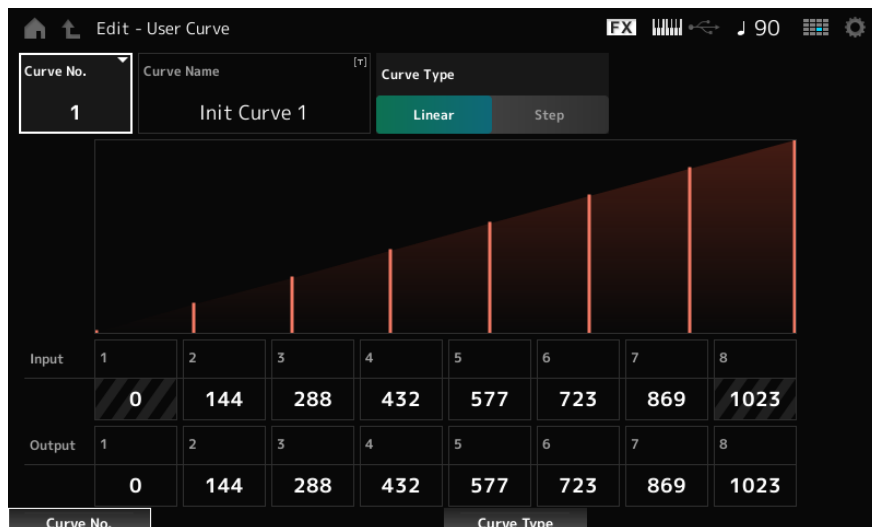 Edit - User Curve FX ♩ 90
Curve No. Curve Name [T] Curve Type
1 Init Curve 1 Linear Step
Input 1 2 3 4 5 6 7 8
0 144 288 432 577 723 869 1023
Output 1 2 3 4 5 6 7 8
0 144 288 432 577 723 869 1023
Curve No. Curve Type